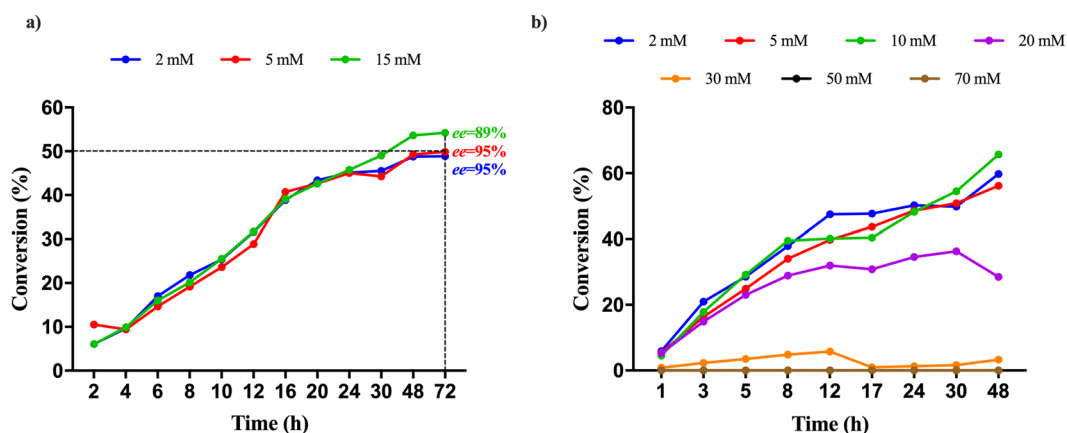 a)
2 mM 5 mM 15 mM
60
50
40
30
20
10
0
Conversion (%)
ee=89%
ee=95%
ee=95%
2 4 6 8 10 12 16 20 24 30 48 72
Time (h)
b)
2 mM 5 mM 10 mM 20 mM
30 mM 50 mM 70 mM
80
60
40
20
0
Conversion (%)
1 3 5 8 12 17 24 30 48
Time (h)